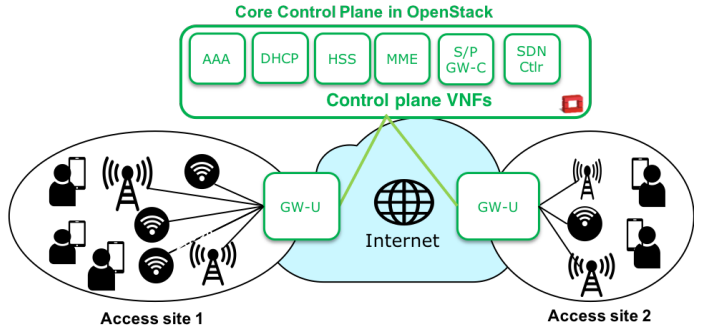 Core Control Plane in OpenStack
AAA
DHCP
HSS
MME
S/P
GW-C
SDN
Ctlr
Control plane VNFs
GW-U
Internet
GW-U
Access site 1
Access site 2